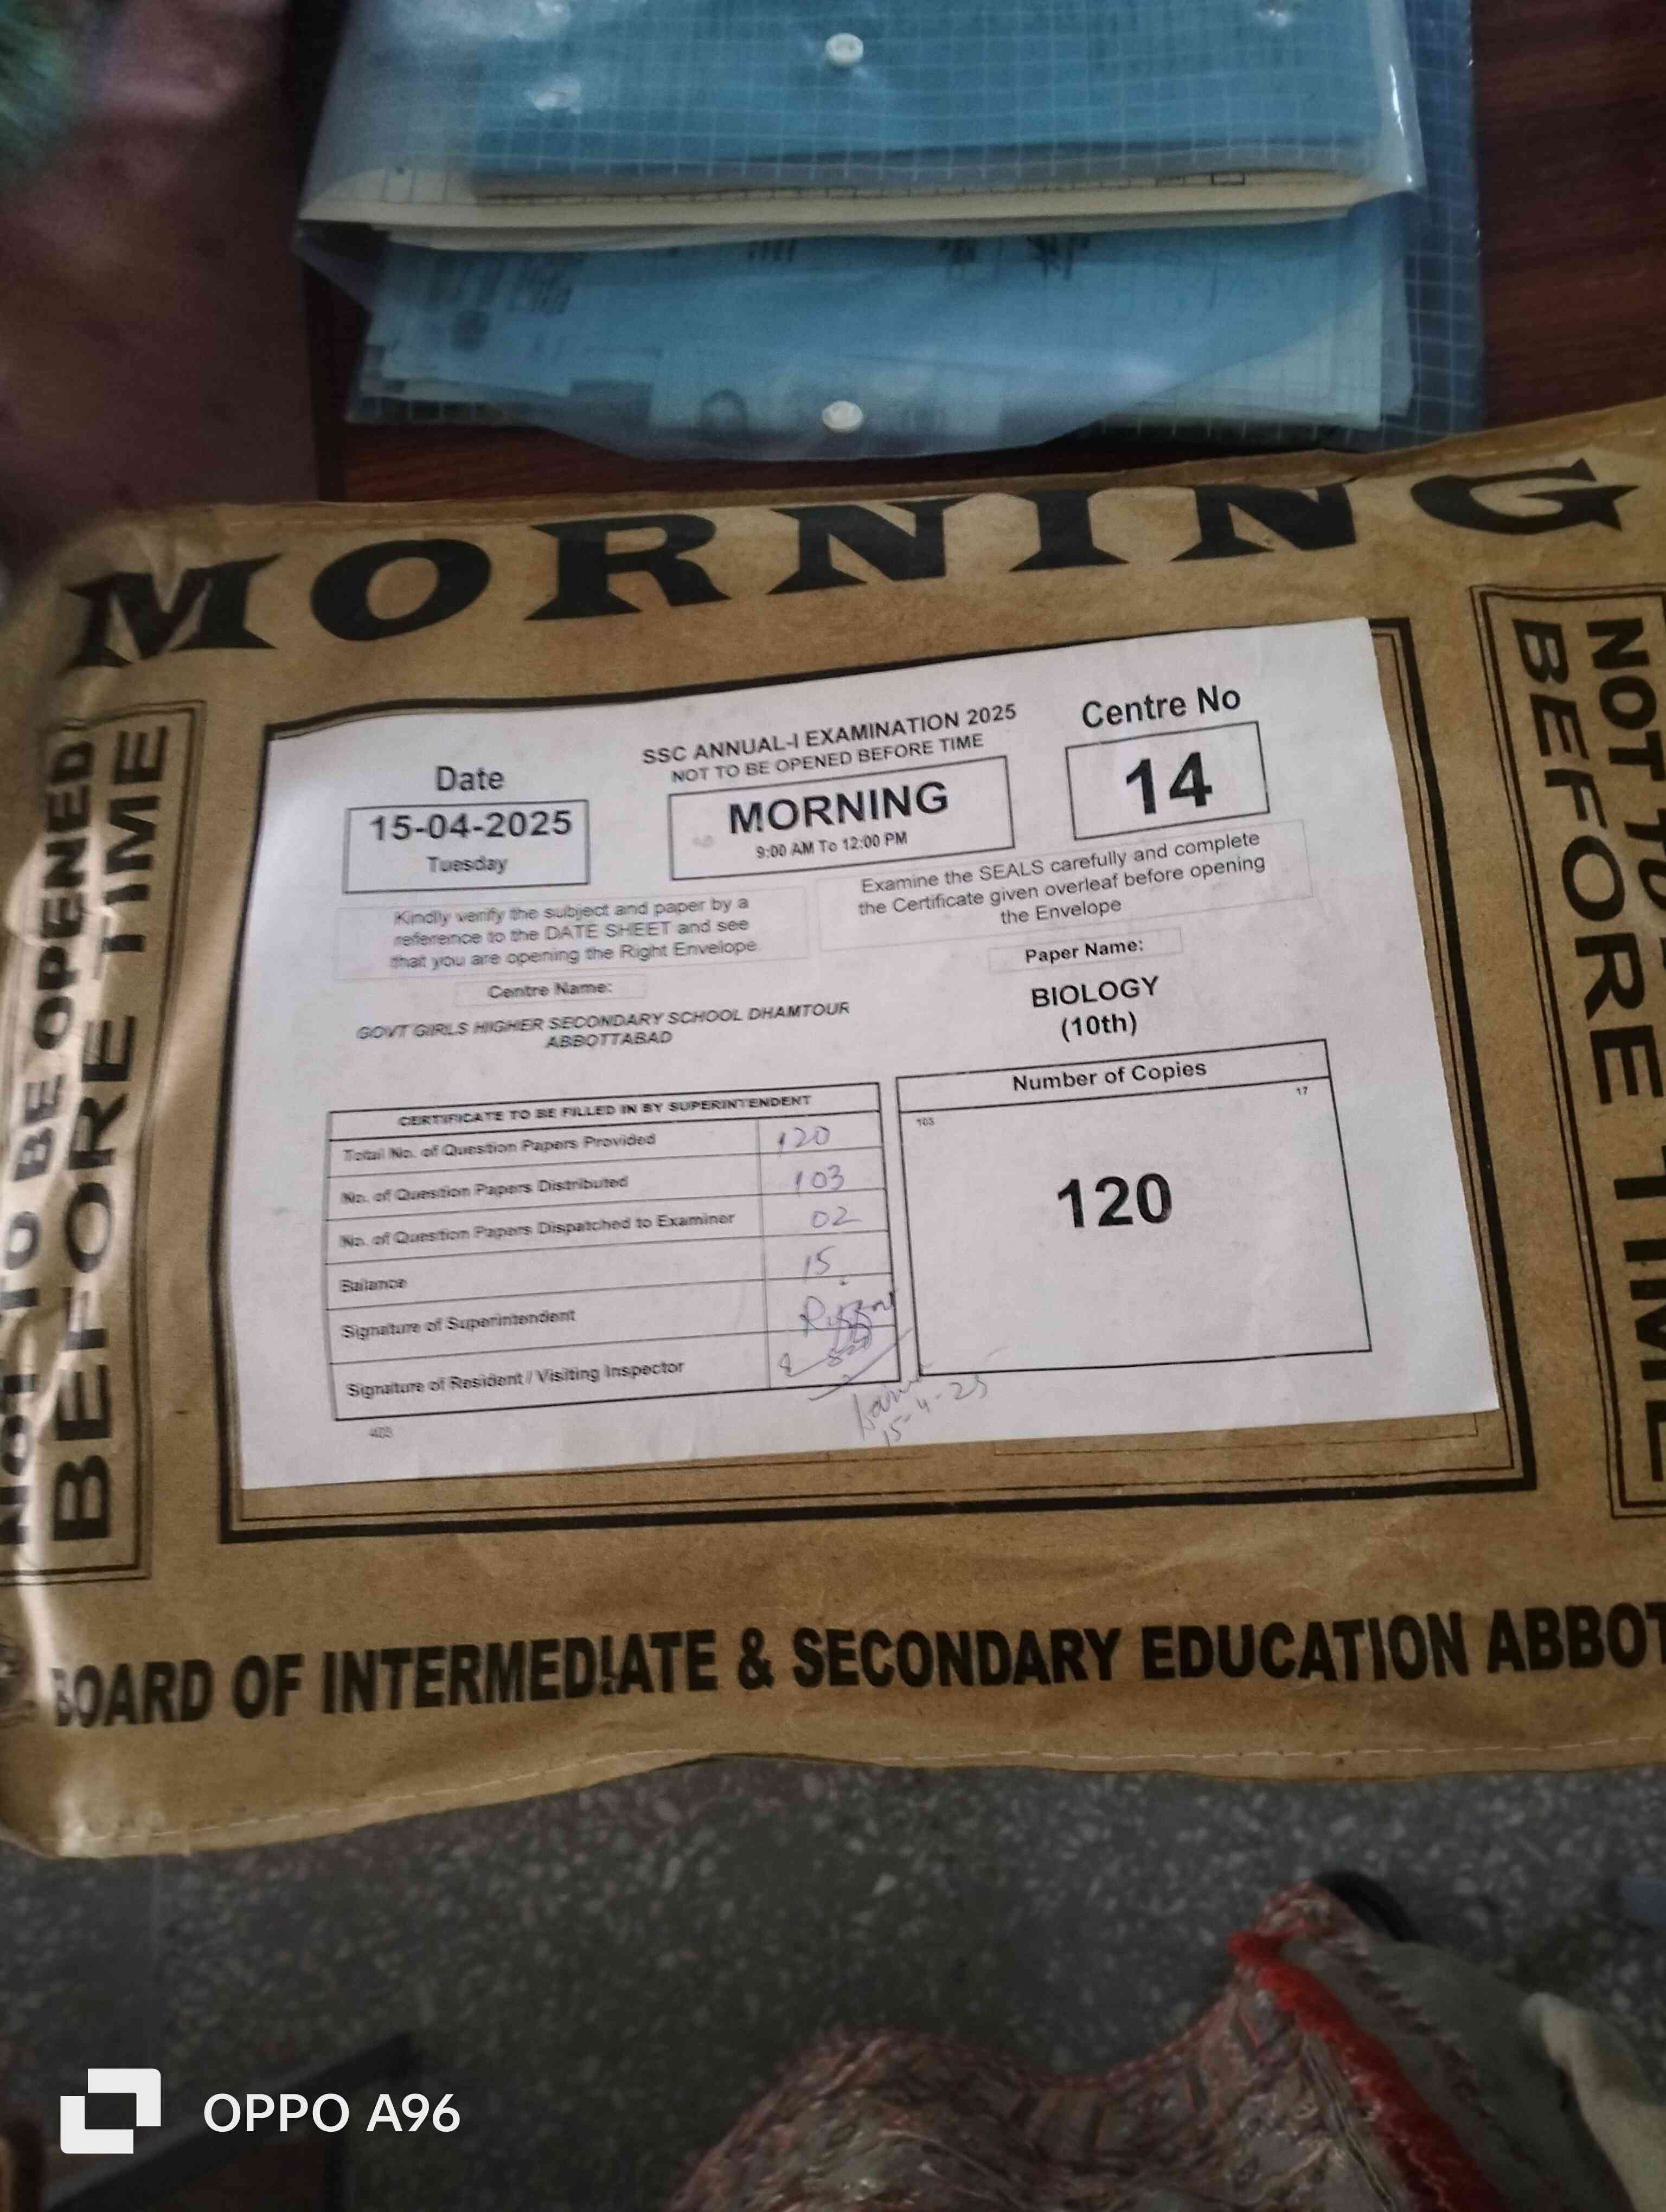 MORNING
NOT TO BE OPENED
BEFORE TIME
NOT TO BE
BEFORE TIME
SSC ANNUAL-I EXAMINATION 2025
NOT TO BE OPENED BEFORE TIME
Date
15-04-2025
Tuesday
MORNING
9:00 AM To 12:00 PM
Centre No
14
Kindly verify the subject and paper by a
reference to the DATE SHEET and see
that you are opening the Right Envelope
Examine the SEALS carefully and complete
the Certificate given overleaf before opening
the Envelope
Centre Name:
GOVT GIRLS HIGHER SECONDARY SCHOOL DHAMTOUR
ABBOTTABAD
Paper Name:
BIOLOGY
(10th)
CERTIFICATE TO BE FILLED IN BY SUPERINTENDENT
Total No. of Question Papers Provided 120
No. of Question Papers Distributed 103
No. of Question Papers Dispatched to Examiner 02
Balance 15
Signature of Superintendent
Signature of Resident / Visiting Inspector
15-4-25
403
Number of Copies
103 17
120
BOARD OF INTERMEDIATE & SECONDARY EDUCATION ABBOT
OPPO A96